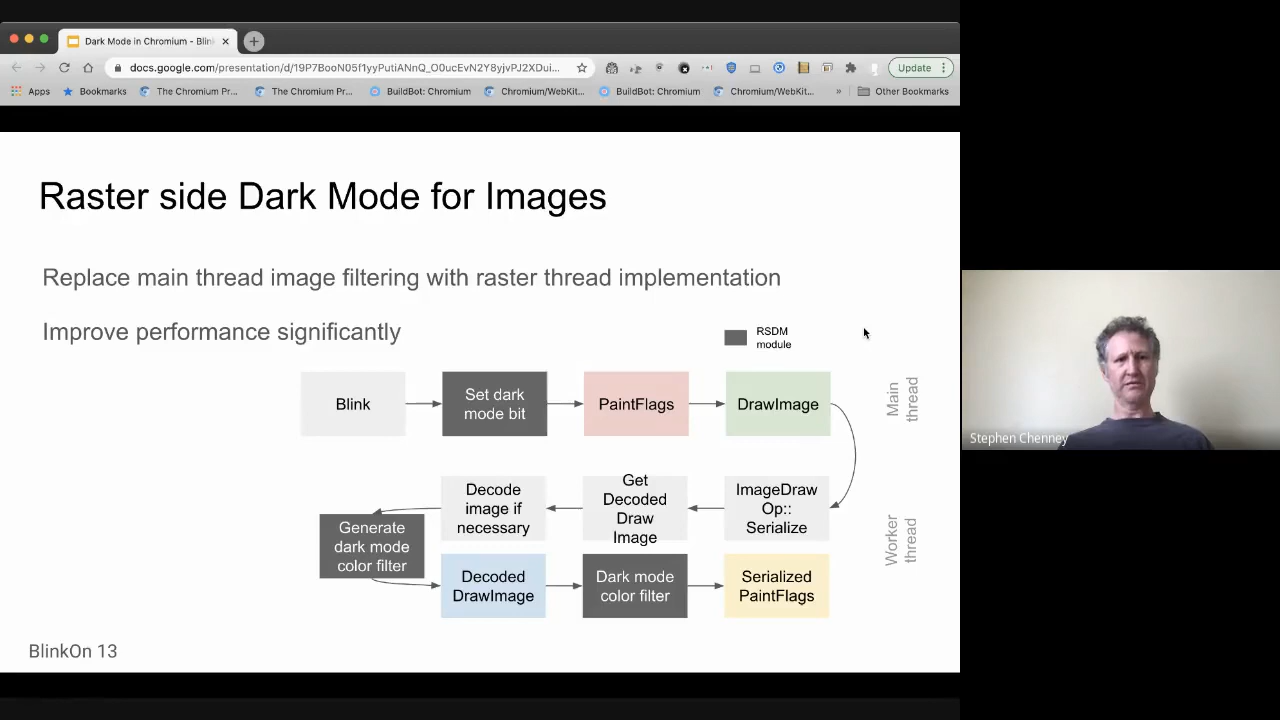 Dark Mode in Chromium - Blin
docs.google.com/presentation/d/19P7BooN05f1yyPutiANnQ_O0ucEvN2Y8yjvPJ2XDui...
Update
Apps
Bookmarks
The Chromium Pr...
The Chromium Pr...
BuildBot: Chromium
Chromium/WebKit...
BuildBot: Chromium
Chromium/WebKit...
»
Other Bookmarks
Raster side Dark Mode for Images
Replace main thread image filtering with raster thread implementation
Improve performance significantly
RSDM
module
Blink
Set dark
mode bit
PaintFlags
DrawImage
Main
thread
ImageDraw
Op::
Serialize
Get
Decoded
Draw
Image
Decode
image if
necessary
Generate
dark mode
color filter
Decoded
DrawImage
Dark mode
color filter
Serialized
PaintFlags
Worker
thread
BlinkOn 13
Stephen Chenney